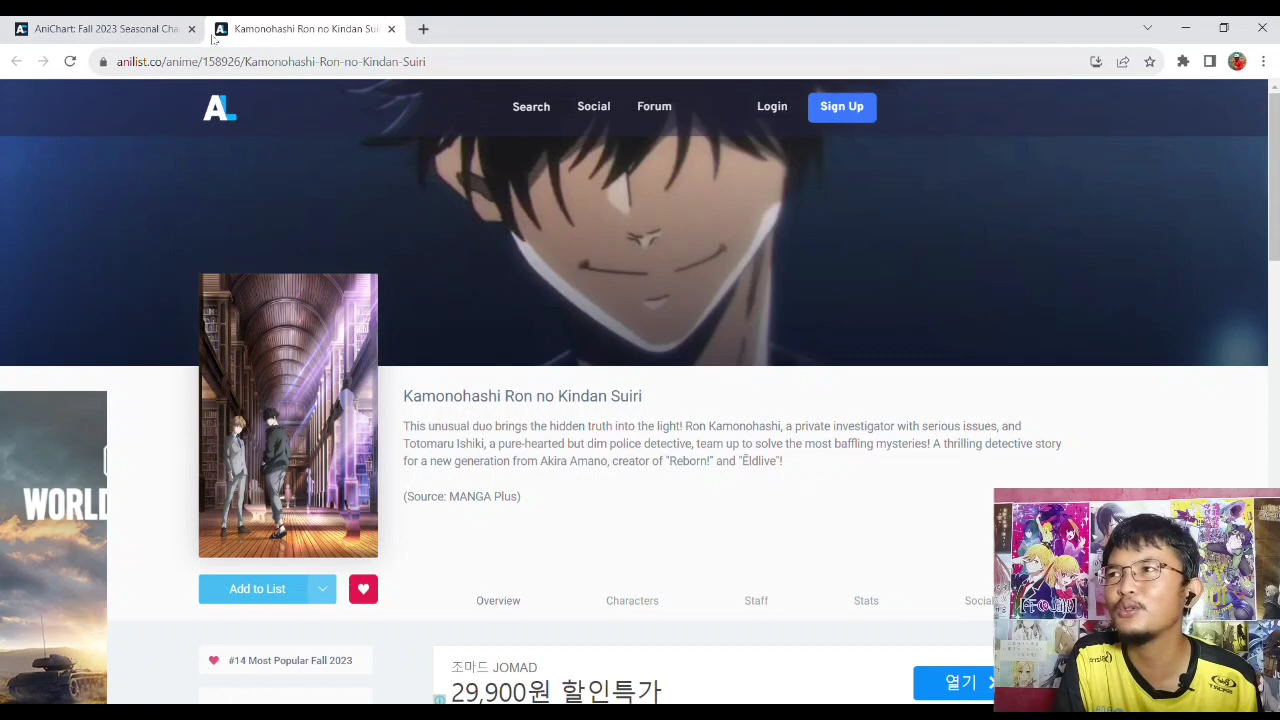 AniChart: Fall 2023 Seasonal Cha
Kamonohashi Ron no Kindan Sui
anilist.co/anime/158926/Kamonohashi-Ron-no-Kindan-Suiri
Search
Social
Forum
Login
Sign Up
Kamonohashi Ron no Kindan Suiri
This unusual duo brings the hidden truth into the light! Ron Kamonohashi, a private investigator with serious issues, and
Totomaru Isshiki, a pure-hearted but dim police detective, team up to solve the most baffling mysteries! A thrilling detective story
for a new generation from Akira Amano, creator of "Reborn!" and "Ēldlive"!
(Source: MANGA Plus)
WORLD
Add to List
Overview
Characters
Staff
Stats
Social
#14 Most Popular Fall 2023
조마드 JOMAD
29,900원 할인특가
열기